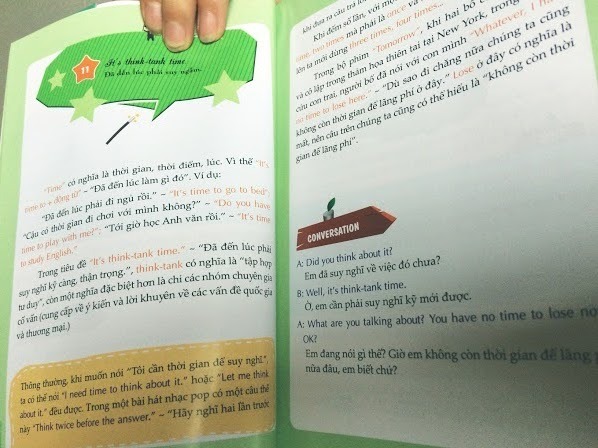 11
It's think-tank time.
Đã đến lúc phải suy ngẫm.
"Time" có nghĩa là thời gian, thời điểm, lúc. Vì thế "It's
time to + động từ" – "Đã đến lúc làm gì đó". Ví dụ:
"Đã đến lúc phải đi ngủ rồi." – "It's time to go to bed";
"Cậu có thời gian đi chơi với mình không?" – "Do you have
time to play with me?"; "Tới giờ học Anh văn rồi." – "It's time
to study English."
Trong tiêu đề "It's think-tank time." – "Đã đến lúc phải
suy nghĩ kỹ càng, thận trọng.", think-tank có nghĩa là "tập hợp
tư duy", còn một nghĩa đặc biệt hơn là chỉ các nhóm chuyên gia
cố vấn (cung cấp về ý kiến và lời khuyên về các vấn đề quốc gia
và thương mại.)
Thông thường, khi muốn nói "Tôi cần thời gian để suy nghĩ",
ta có thể nói "I need time to think about it." hoặc "Let me think
about it." đều được. Trong một bài hát nhạc pop có một câu thế
này "Think twice before the answer." – "Hãy nghĩ hai lần trước
khi đưa ra câu trả lời
Khi đếm số lần, với
time, two times mà phải là once và
lên ta mới dùng three times, four times...
Trong bộ phim "Tomorrow", khi hai bố
và cô lập trong thảm họa thiên tai tại New York, trong
cứu con trai, người bố đã nói với con mình "Whatever, I
no time to lose here." – "Dù sao đi chăng nữa chúng ta cũng
không còn thời gian để lãng phí ở đây." Lose ở đây có nghĩa là
mất, nên câu trên chúng ta cũng có thể hiểu là "không còn thời
gian để lãng phí".
CONVERSATION
A: Did you think about it?
Em đã suy nghĩ về việc đó chưa?
B: Well, it's think-tank time.
Ờ, em cần phải suy nghĩ kỹ mới được.
A: What are you talking about? You have no time to lose
OK?
Em đang nói gì thế? Giờ em không còn thời gian để lãng
nữa đâu, em biết chứ?